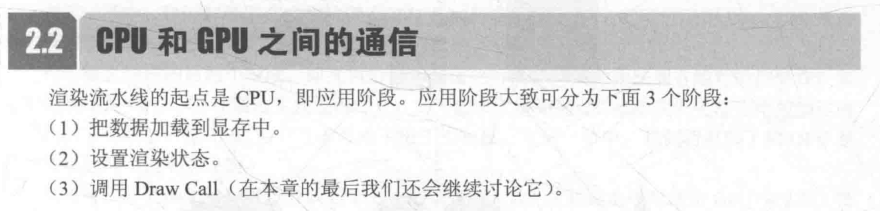 2.2 CPU 和 GPU 之间的通信
渲染流水线的起点是 CPU，即应用阶段。应用阶段大致可分为下面 3 个阶段：
（1）把数据加载到显存中。
（2）设置渲染状态。
（3）调用 Draw Call（在本章的最后我们还会继续讨论它）。